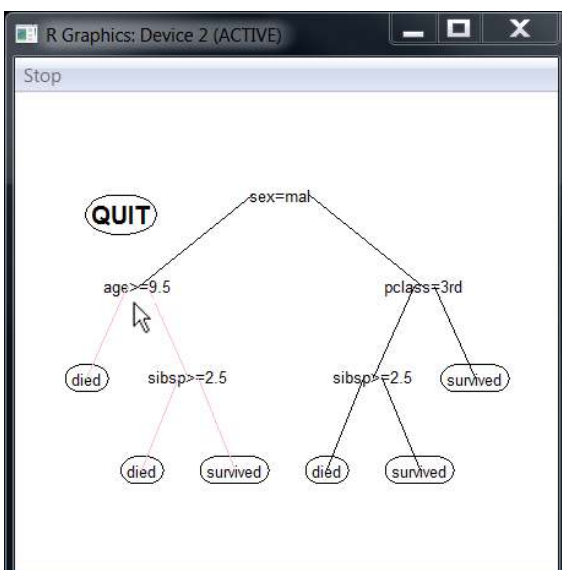 R Graphics: Device 2 (ACTIVE)
Stop
sex=mal
QUIT
age>=9.5
pclass=3rd
died
sibsp>=2.5
sibsp>=2.5
survived
died
survived
died
survived